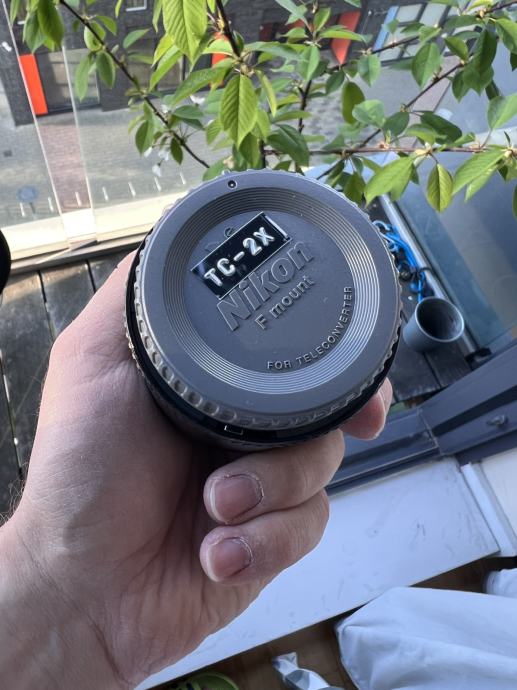 TC-2X
Nikon
F mount
FOR TELECONVERTER